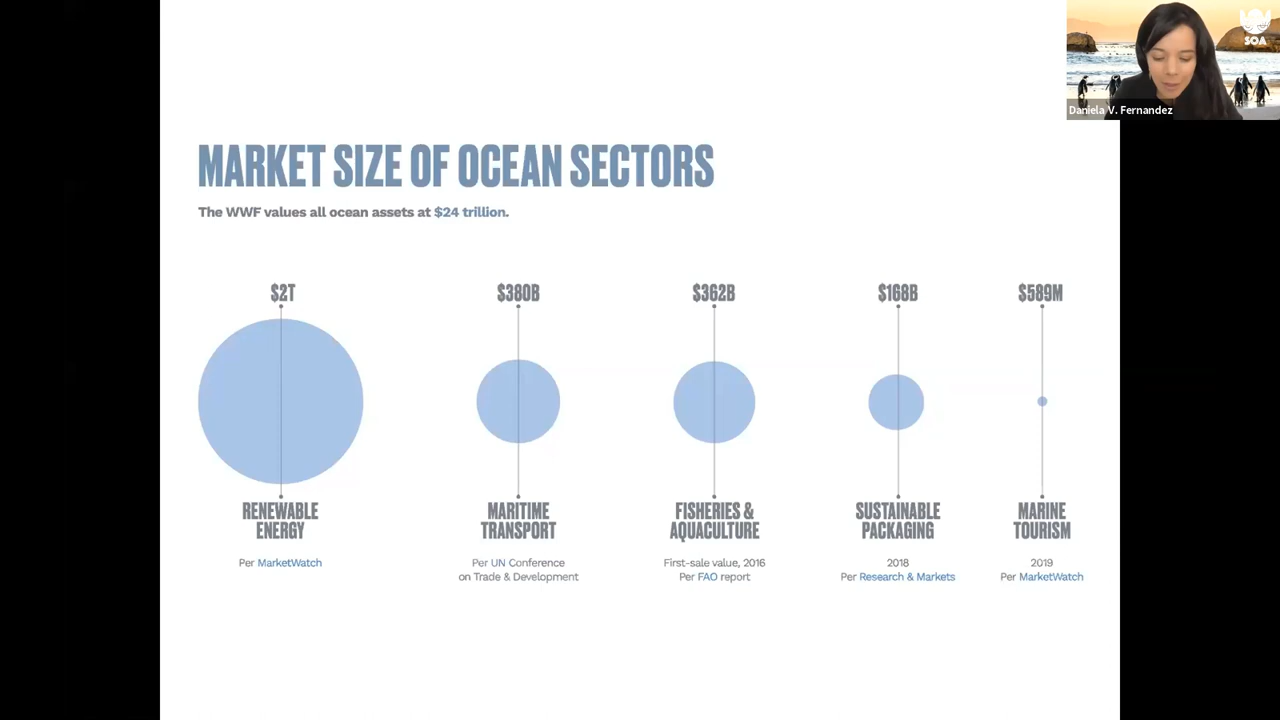 SOA
Daniela V. Fernandez
MARKET SIZE OF OCEAN SECTORS
The WWF values all ocean assets at $24 trillion.
$2T
RENEWABLE
ENERGY
Per MarketWatch
$380B
MARITIME
TRANSPORT
Per UN Conference
on Trade & Development
$362B
FISHERIES &
AQUACULTURE
First-sale value, 2016
Per FAO report
$168B
SUSTAINABLE
PACKAGING
2018
Per Research & Markets
$589M
MARINE
TOURISM
2019
Per MarketWatch